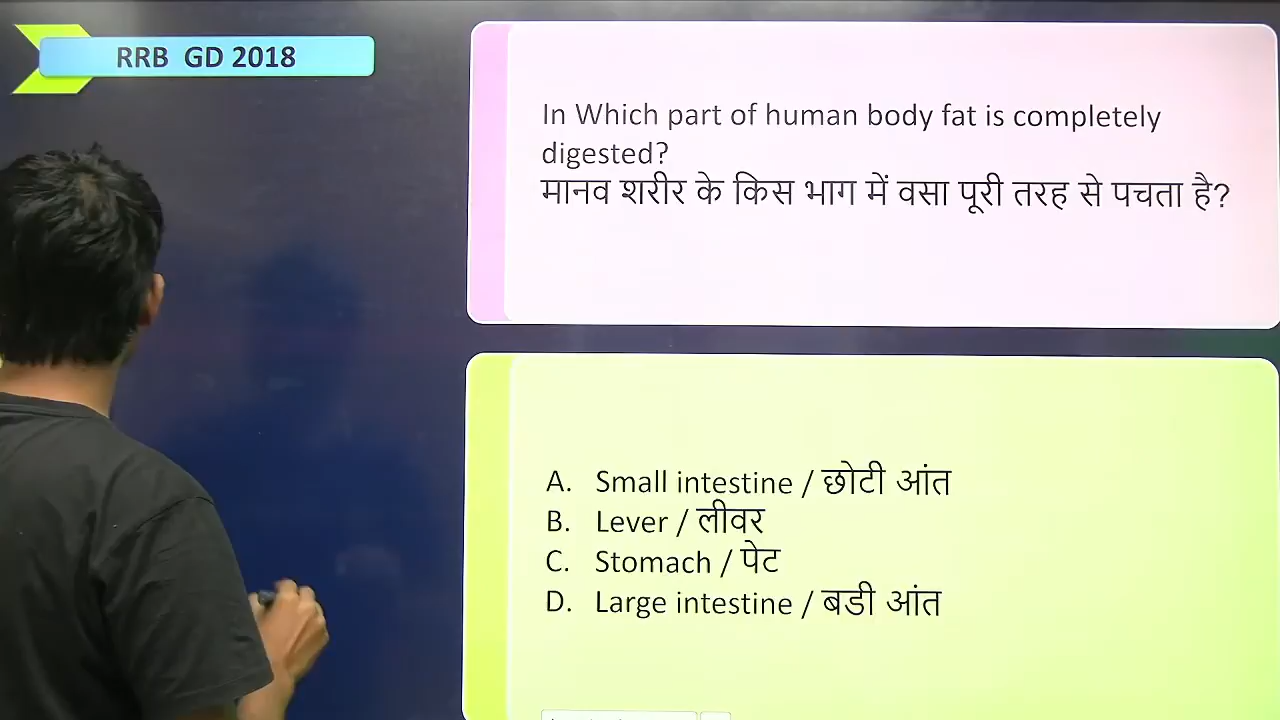 RRB GD 2018
In Which part of human body fat is completely
digested?
मानव शरीर के किस भाग में वसा पूरी तरह से पचता है?
A. Small intestine / छोटी आंत
B. Lever / लीवर
C. Stomach / पेट
D. Large intestine / बडी आंत